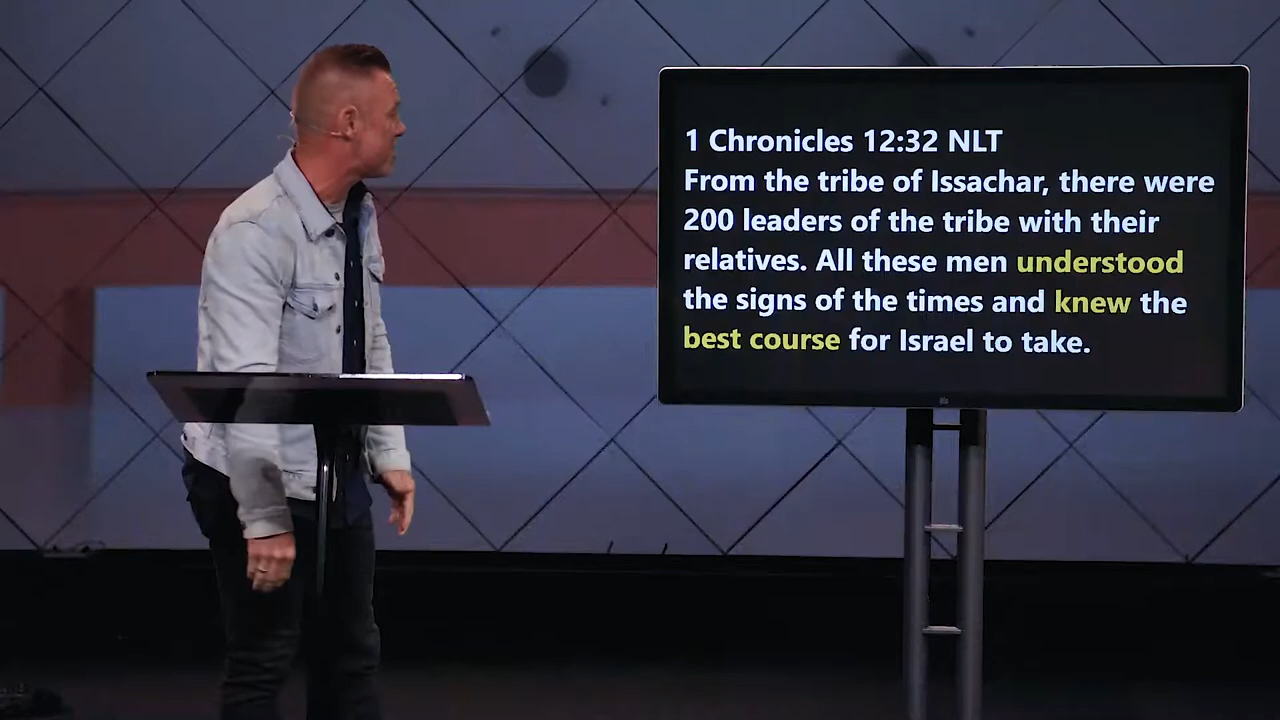 1 Chronicles 12:32 NLT
From the tribe of Issachar, there were
200 leaders of the tribe with their
relatives. All these men understood
the signs of the times and knew the
best course for Israel to take.